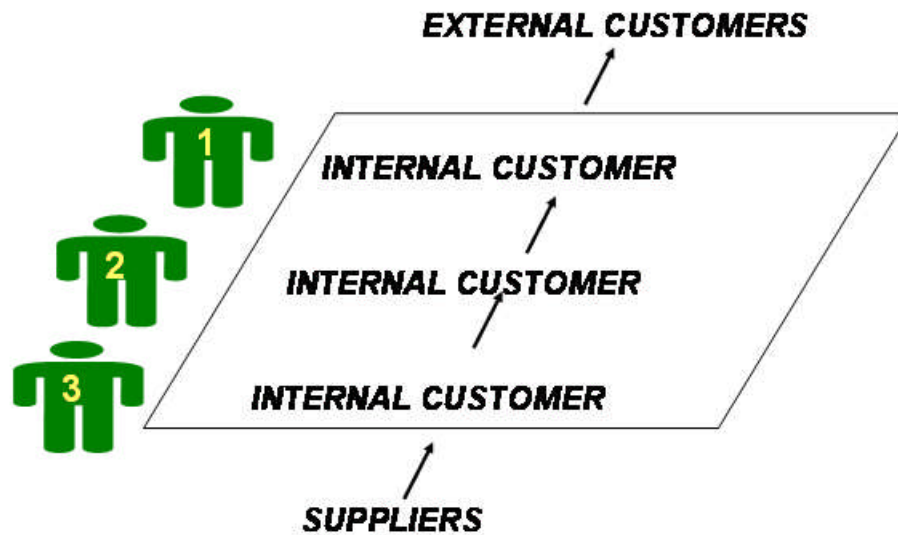 EXTERNAL CUSTOMERS
1
INTERNAL CUSTOMER
2
INTERNAL CUSTOMER
3
INTERNAL CUSTOMER
SUPPLIERS